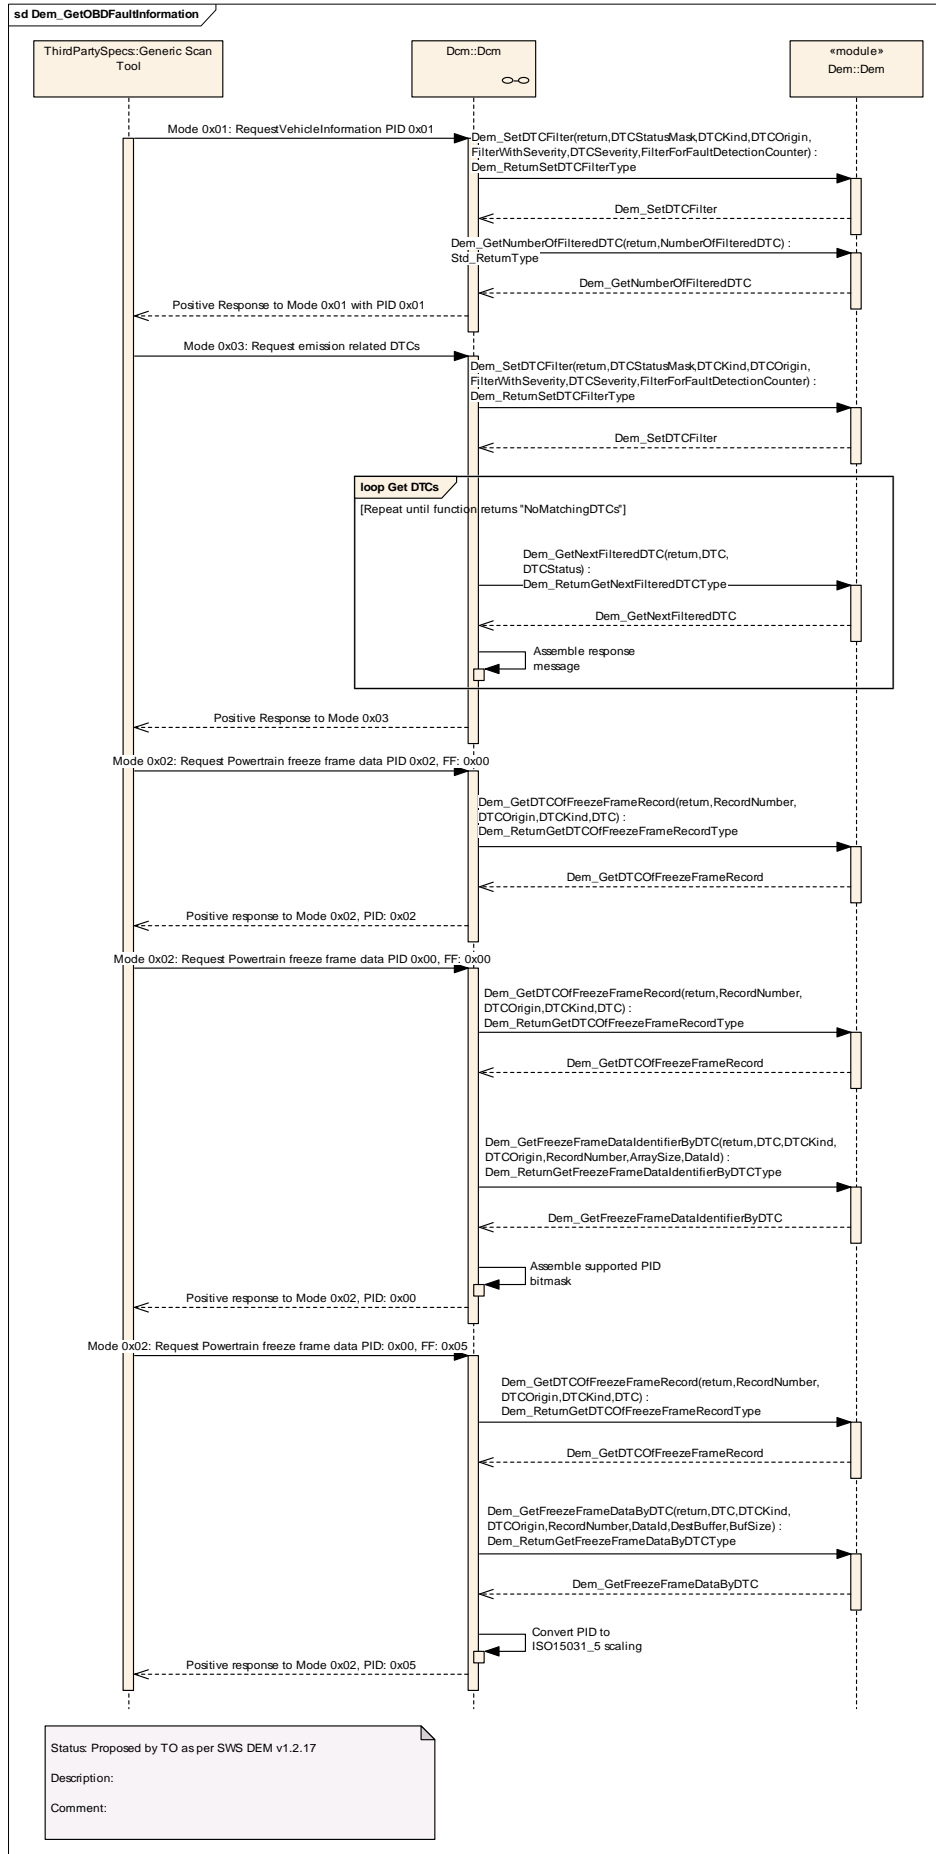 sd Dem_GetOBDFaultInformation
ThirdPartySpecs::Generic Scan
Tool
Dcm::Dcm
«module»
Dem::Dem
Mode 0x01: RequestVehicleInformation PID 0x01
Dem_SetDTCFilter(return,DTCStatusMask,DTCKind,DTCOrigin,
FilterWithSeverity,DTCSeverity,FilterForFaultDetectionCounter) :
Dem_ReturnSetDTCFilterType
Dem_SetDTCFilter
Dem_GetNumberOfFilteredDTC(return,NumberOfFilteredDTC) :
Std_ReturnType
Dem_GetNumberOfFilteredDTC
Positive Response to Mode 0x01 with PID 0x01
Mode 0x03: Request emission related DTCs
Dem_SetDTCFilter(return,DTCStatusMask,DTCKind,DTCOrigin,
FilterWithSeverity,DTCSeverity,FilterForFaultDetectionCounter) :
Dem_ReturnSetDTCFilterType
Dem_SetDTCFilter
loop Get DTCs
[Repeat until function returns "NoMatchingDTCs"]
Dem_GetNextFilteredDTC(return,DTC,
DTCStatus) :
Dem_ReturnGetNextFilteredDTCType
Dem_GetNextFilteredDTC
Assemble response
message
Positive Response to Mode 0x03
Mode 0x02: Request Powertrain freeze frame data PID 0x02, FF: 0x00
Dem_GetDTCOfFreezeFrameRecord(return,RecordNumber,
DTCOrigin,DTCKind,DTC) :
Dem_ReturnGetDTCOfFreezeFrameRecordType
Dem_GetDTCOfFreezeFrameRecord
Positive response to Mode 0x02, PID: 0x02
Mode 0x02: Request Powertrain freeze frame data PID 0x00, FF: 0x00
Dem_GetDTCOfFreezeFrameRecord(return,RecordNumber,
DTCOrigin,DTCKind,DTC) :
Dem_ReturnGetDTCOfFreezeFrameRecordType
Dem_GetDTCOfFreezeFrameRecord
Dem_GetFreezeFrameDataIdentifierByDTC(return,DTC,DTCKind,
DTCOrigin,RecordNumber,ArraySize,DataId) :
Dem_ReturnGetFreezeFrameDataIdentifierByDTCType
Dem_GetFreezeFrameDataIdentifierByDTC
Assemble supported PID
bitmask
Positive response to Mode 0x02, PID: 0x00
Mode 0x02: Request Powertrain freeze frame data PID: 0x00, FF: 0x05
Dem_GetDTCOfFreezeFrameRecord(return,RecordNumber,
DTCOrigin,DTCKind,DTC) :
Dem_ReturnGetDTCOfFreezeFrameRecordType
Dem_GetDTCOfFreezeFrameRecord
Dem_GetFreezeFrameDataByDTC(return,DTC,DTCKind,
DTCOrigin,RecordNumber,DataId,DestBuffer,BufSize) :
Dem_ReturnGetFreezeFrameDataByDTCType
Dem_GetFreezeFrameDataByDTC
Convert PID to
ISO15031_5 scaling
Positive response to Mode 0x02, PID: 0x05
Status: Proposed by TO as per SWS DEM v1.2.17
Description:
Comment: